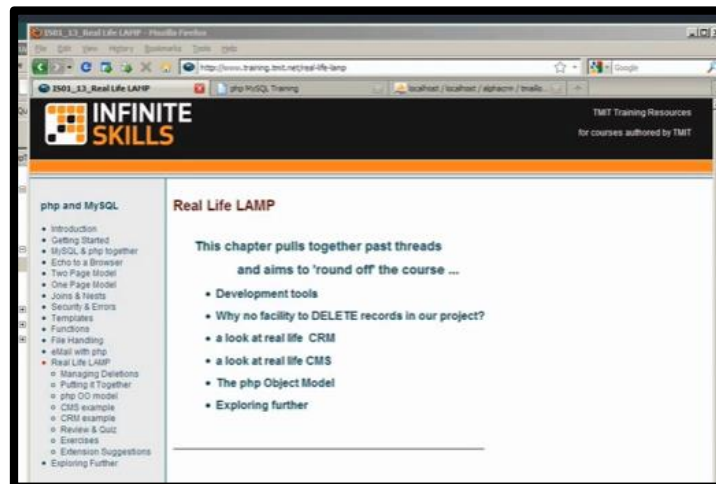 IS01_13_Real Life LAMP - Mozilla Firefox
File Edit View History Bookmarks Tools Help
http://www.training.tmit.net/real-life-lamp
Google
IS01_13_Real Life LAMP
php MySQL Training
INFINITE
SKILLS
TMIT Training Resources
for courses authored by TMIT
php and MySQL
• Introduction
• Getting Started
• MySQL & php together
• Echo to a Browser
• Two Page Model
• One Page Model
• Joins & Nests
• Security & Errors
• Templates
• Functions
• File Handling
• eMail with php
• Real Life LAMP
o Managing Deletions
o Putting it Together
o php OO model
o CMS example
o CRM example
o Review & Quiz
o Exercises
o Extension Suggestions
• Exploring Further
Real Life LAMP
This chapter pulls together past threads
and aims to 'round off' the course ...
• Development tools
• Why no facility to DELETE records in our project?
• a look at real life CRM
• a look at real life CMS
• The php Object Model
• Exploring further